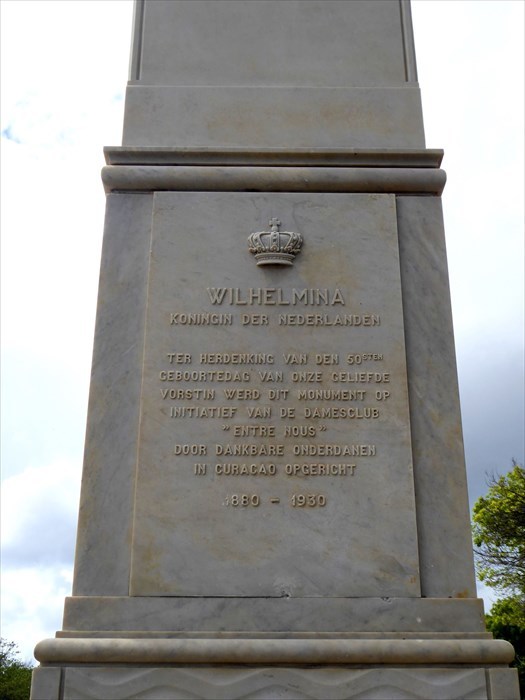 WILHELMINA
KONINGIN DER NEDERLANDEN
TER HERDENKING VAN DEN 50STEN
GEBOORTEDAG VAN ONZE GELIEFDE
VORSTIN WERD DIT MONUMENT OP
INITIATIEF VAN DE DAMESCLUB
"ENTRE NOUS"
DOOR DANKBARE ONDERDANEN
IN CURAÇAO OPGERICHT
1880 - 1930